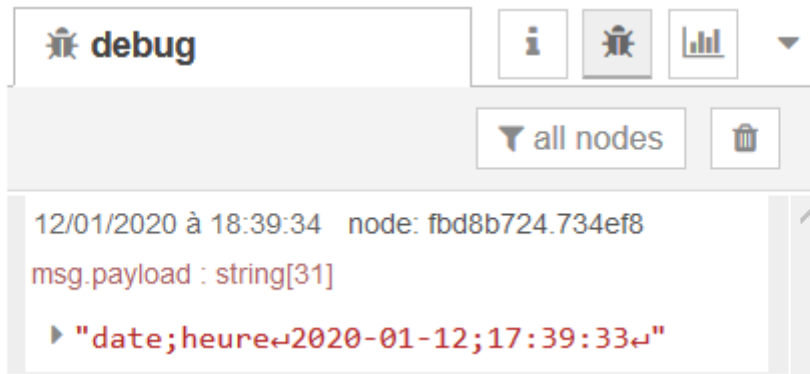 debug
all nodes
12/01/2020 à 18:39:34 node: fbd8b724.734ef8
msg.payload : string[31]
"date;heure↵2020-01-12;17:39:33↵"